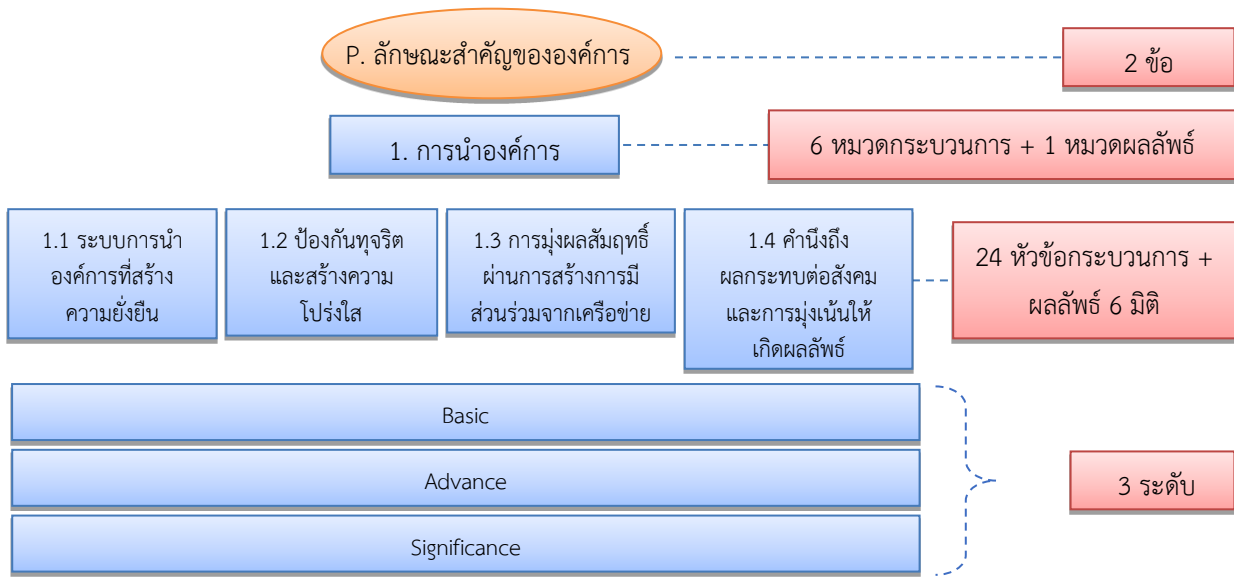 P. ลักษณะสำคัญขององค์การ
2 ข้อ
1. การนำองค์การ
6 หมวดกระบวนการ + 1 หมวดผลลัพธ์
1.1 ระบบการนำ
องค์การที่สร้าง
ความยั่งยืน
1.2 ป้องกันทุจริต
และสร้างความ
โปร่งใส
1.3 การมุ่งผลสัมฤทธิ์
ผ่านการสร้างการมี
ส่วนร่วมจากเครือข่าย
1.4 คำนึงถึง
ผลกระทบต่อสังคม
และการมุ่งเน้นให้
เกิดผลลัพธ์
24 หัวข้อกระบวนการ +
ผลลัพธ์ 6 มิติ
Basic
Advance
Significance
3 ระดับ